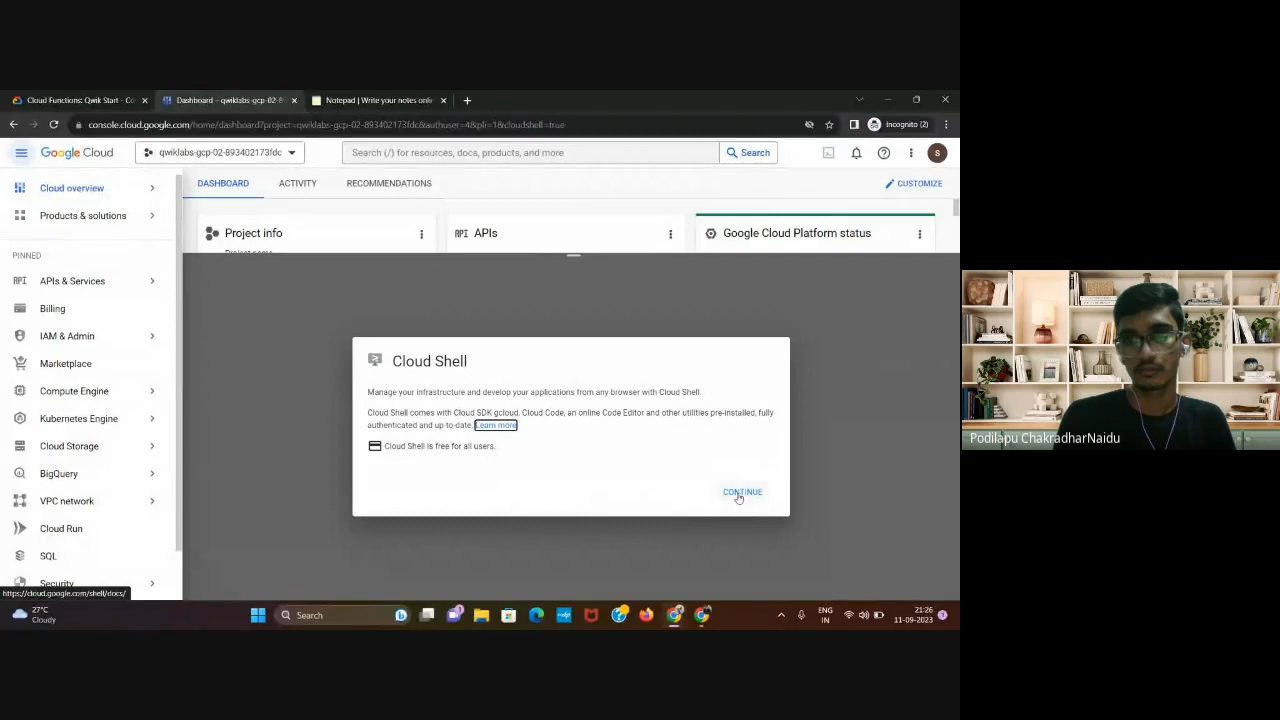 Cloud Functions: Qwik Start - Co
Dashboard – qwiklabs-gcp-02-8
Notepad | Write your notes onlin
console.cloud.google.com/home/dashboard?project=qwiklabs-gcp-02-893402173fdc&authuser=4&pli=1&cloudshell=true
Incognito (2)
Google Cloud
qwiklabs-gcp-02-893402173fdc
Search (/) for resources, docs, products, and more
Search
S
Cloud overview
DASHBOARD
ACTIVITY
RECOMMENDATIONS
CUSTOMIZE
Products & solutions
Project info
API APIs
Google Cloud Platform status
Project name
PINNED
API APIs & Services
Billing
IAM & Admin
Marketplace
Compute Engine
Kubernetes Engine
Cloud Storage
BigQuery
VPC network
Cloud Run
SQL
Security
https://cloud.google.com/shell/docs/
Cloud Shell
Manage your infrastructure and develop your applications from any browser with Cloud Shell.
Cloud Shell comes with Cloud SDK gcloud, Cloud Code, an online Code Editor and other utilities pre-installed, fully
authenticated and up-to-date. Learn more
Cloud Shell is free for all users.
CONTINUE
Podilapu ChakradharNaidu
27°C
Cloudy
Search
ENG
IN
21:26
11-09-2023